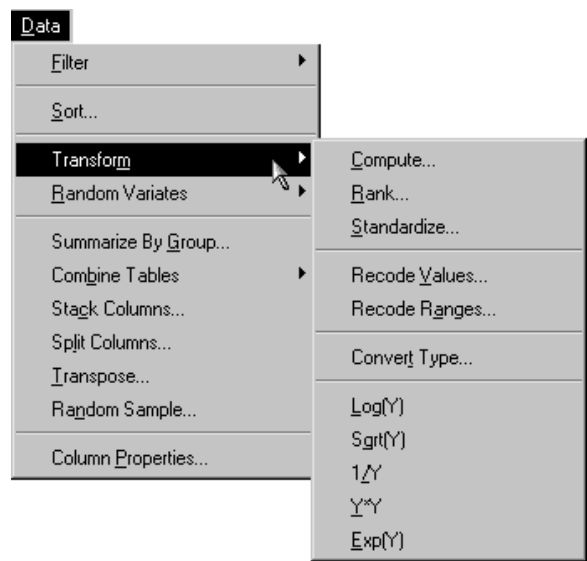 Data
Filter
Sort...
Transform
Random Variates
Summarize By Group...
Combine Tables
Stack Columns...
Split Columns...
Transpose...
Random Sample...
Column Properties...
Compute...
Rank...
Standardize...
Recode Values...
Recode Ranges...
Convert Type...
Log(Y)
Sqrt(Y)
1/Y
Y*Y
Exp(Y)